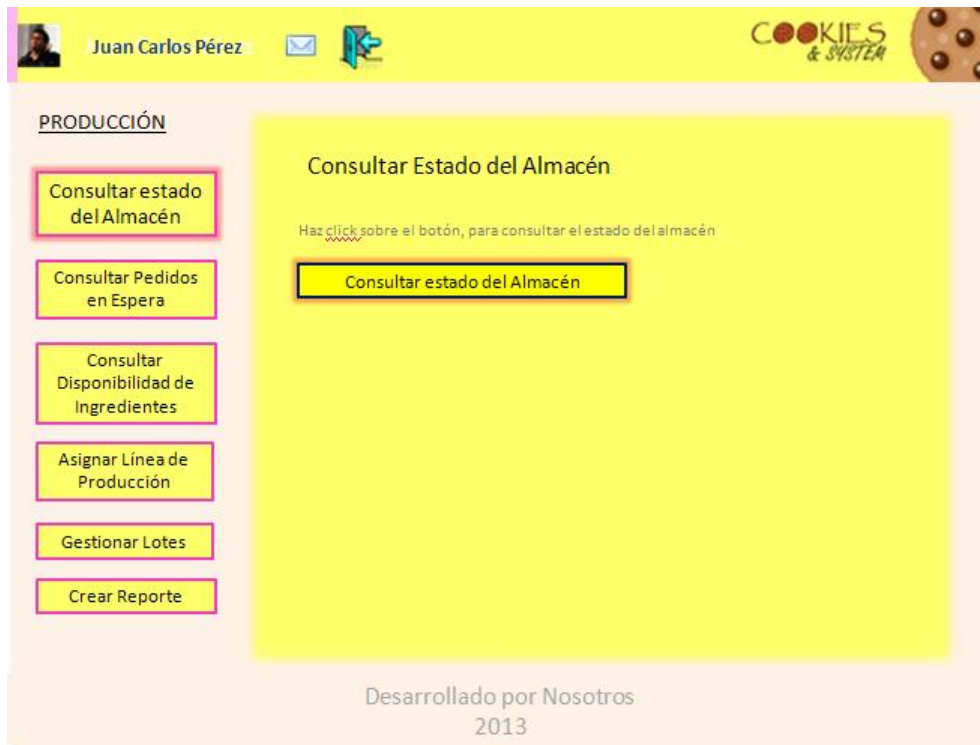 Juan Carlos Pérez
COOKIES
& SYSTEM
PRODUCCIÓN
Consultar estado
del Almacén
Consultar Pedidos
en Espera
Consultar
Disponibilidad de
Ingredientes
Asignar Línea de
Producción
Gestionar Lotes
Crear Reporte
Consultar Estado del Almacén
Haz click sobre el botón, para consultar el estado del almacén
Consultar estado del Almacén
Desarrollado por Nosotros
2013